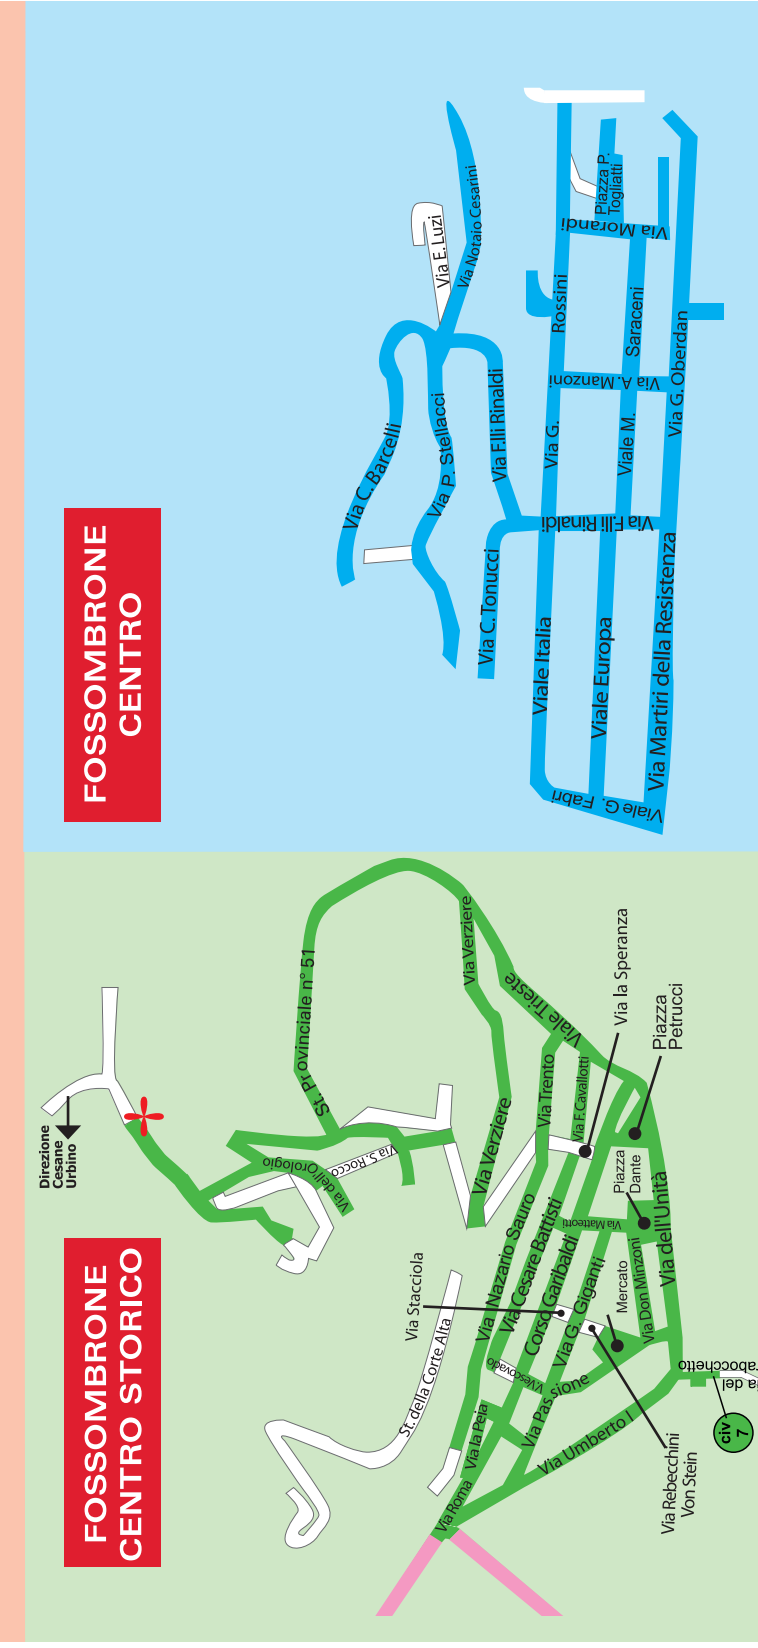 FOSSOMBRONE
CENTRO STORICO
Direzione
Cesane
Urbino
St. Provinciale n° 51
Via dell'Orologio
Via S. Rocco
Via Verziere
Via Verziere
Viale Trieste
Via la Speranza
Piazza
Petrucci
Via Trento
Via F. Cavallotti
Via Nazario Sauro
Via Cesare Battisti
Corso Garibaldi
Via G. Giganti
Via Matteotti
Piazza
Dante
Via dell'Unità
Via Don Minzoni
Mercato
Via Stacciola
St. della Corte Alta
V.Vescovado
Via Passione
Via la Peia
Via Roma
Via Umberto I
Via Rebecchini
Von Stein
civ
7
FOSSOMBRONE
CENTRO
Via E. Luzi
Via Notaio Cesarini
Via C. Barcelli
Via P. Stellacci
Via F.lli Rinaldi
Via C. Tonucci
Via G. Rossini
Piazza P.
Togliatti
Via Morandi
Viale M. Saraceni
Via A. Manzoni
Via G. Oberdan
Via F.lli Rinaldi
Viale Italia
Viale Europa
Via Martiri della Resistenza
Viale G. Fabri